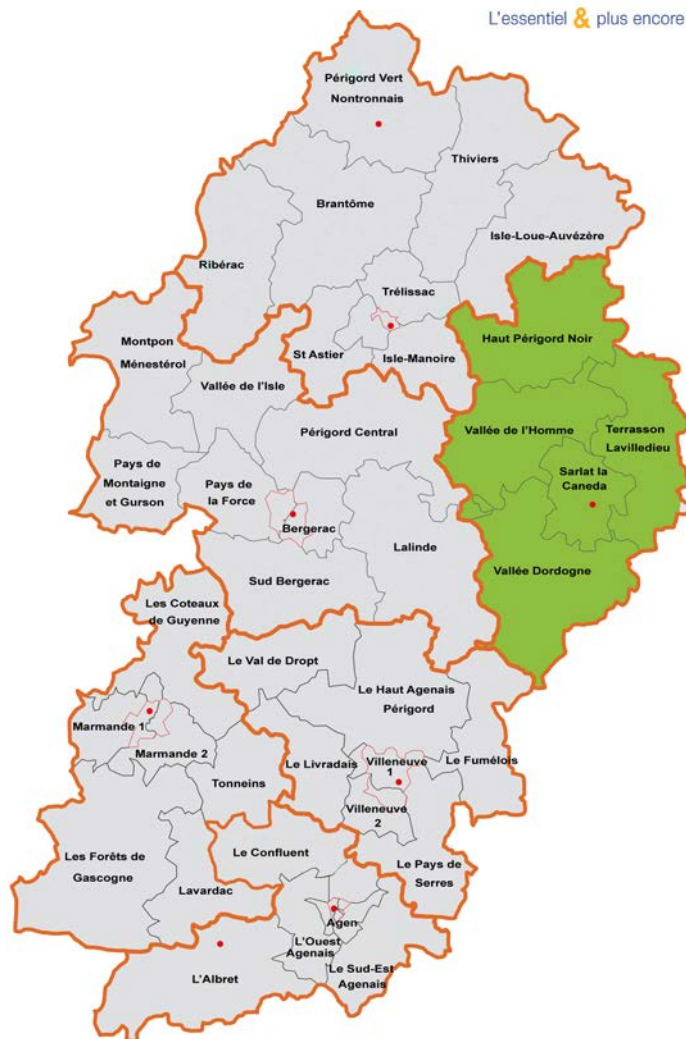 L'essentiel & plus encore
Périgord Vert
Nontronnais
Thiviers
Brantôme
Isle-Loue-Auvézère
Ribérac
Trélissac
Montpon
Ménestérol
St Astier
Isle-Manoire
Haut Périgord Noir
Vallée de l'Isle
Périgord Central
Vallée de l'Homme
Terrasson
Lavilledieu
Pays de
Montaigne
et Gurson
Pays de
la Force
Sarlat la
Caneda
Bergerac
Lalinde
Vallée Dordogne
Sud Bergerac
Les Coteaux
de Guyenne
Le Val de Dropt
Le Haut Agenais
Périgord
Marmande 1
Marmande 2
Le Livradais
Villeneuve
1
Le Fumélois
Tonneins
Villeneuve
2
Les Forêts de
Gascogne
Le Confluent
Le Pays de
Serres
Lavardac
Agen
L'Ouest
Agenais
L'Albret
Le Sud-Est
Agenais